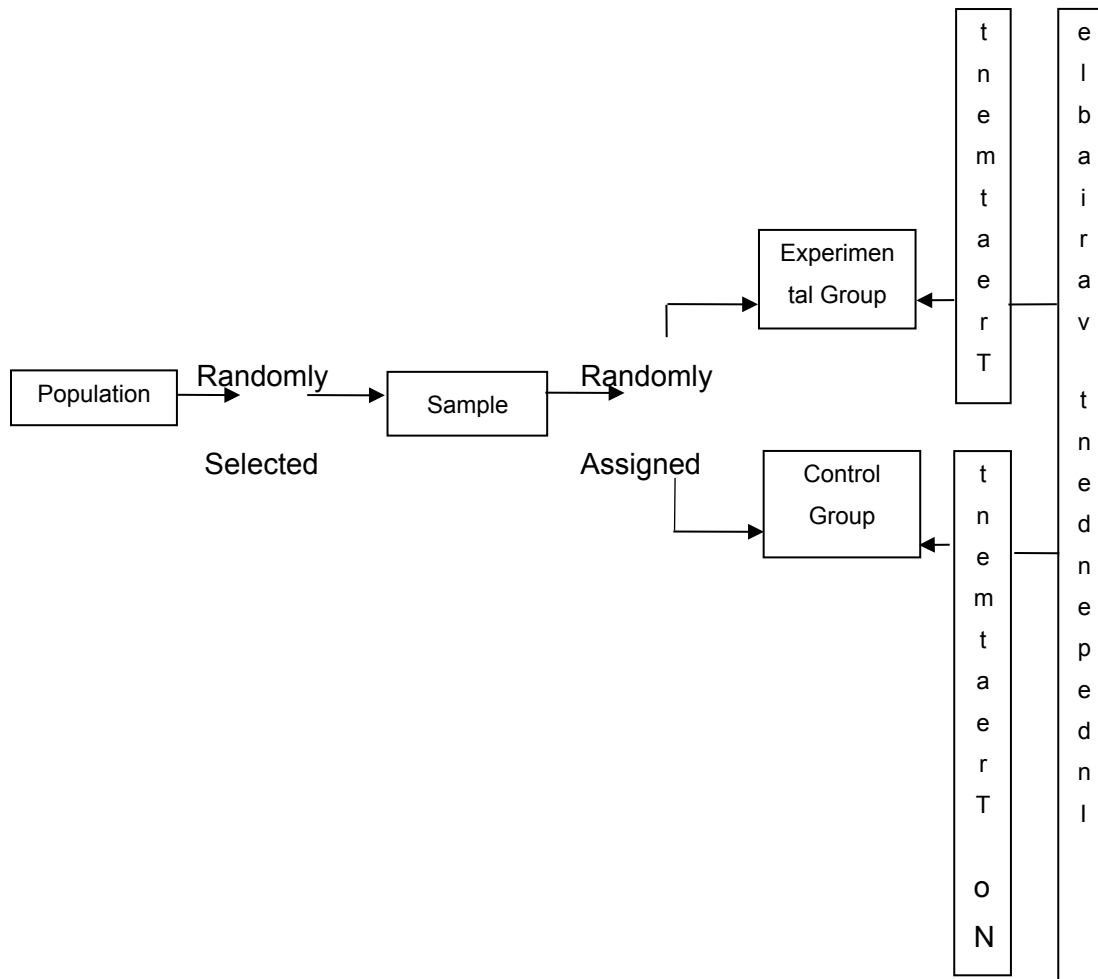 Population
Randomly
Selected
Sample
Randomly
Assigned
Experimen
tal Group
Control
Group
Treatment
No Treatment
Independent variable